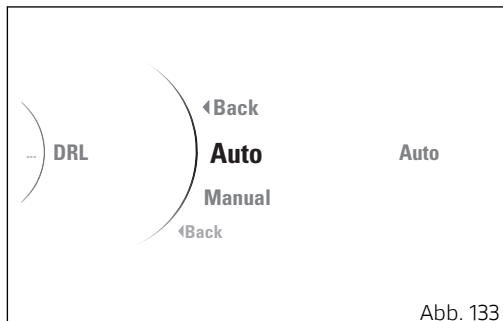 ◀Back
... DRL Auto Auto
Manual
◀Back
Abb. 133